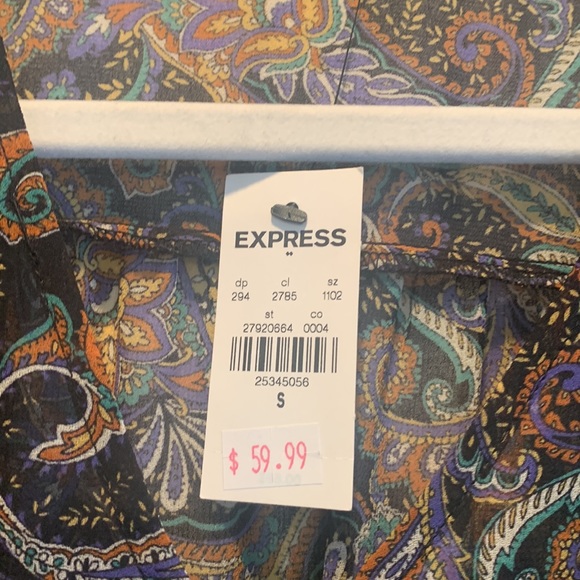 EXPRESS
dp cl sz
294 2785 1102
st co
27920664 0004
25345056
S
$ 59.99